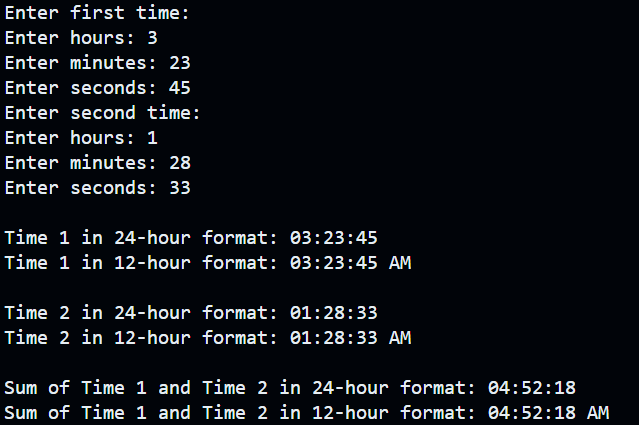 Enter first time:
Enter hours: 3
Enter minutes: 23
Enter seconds: 45
Enter second time:
Enter hours: 1
Enter minutes: 28
Enter seconds: 33
Time 1 in 24-hour format: 03:23:45
Time 1 in 12-hour format: 03:23:45 AM
Time 2 in 24-hour format: 01:28:33
Time 2 in 12-hour format: 01:28:33 AM
Sum of Time 1 and Time 2 in 24-hour format: 04:52:18
Sum of Time 1 and Time 2 in 12-hour format: 04:52:18 AM